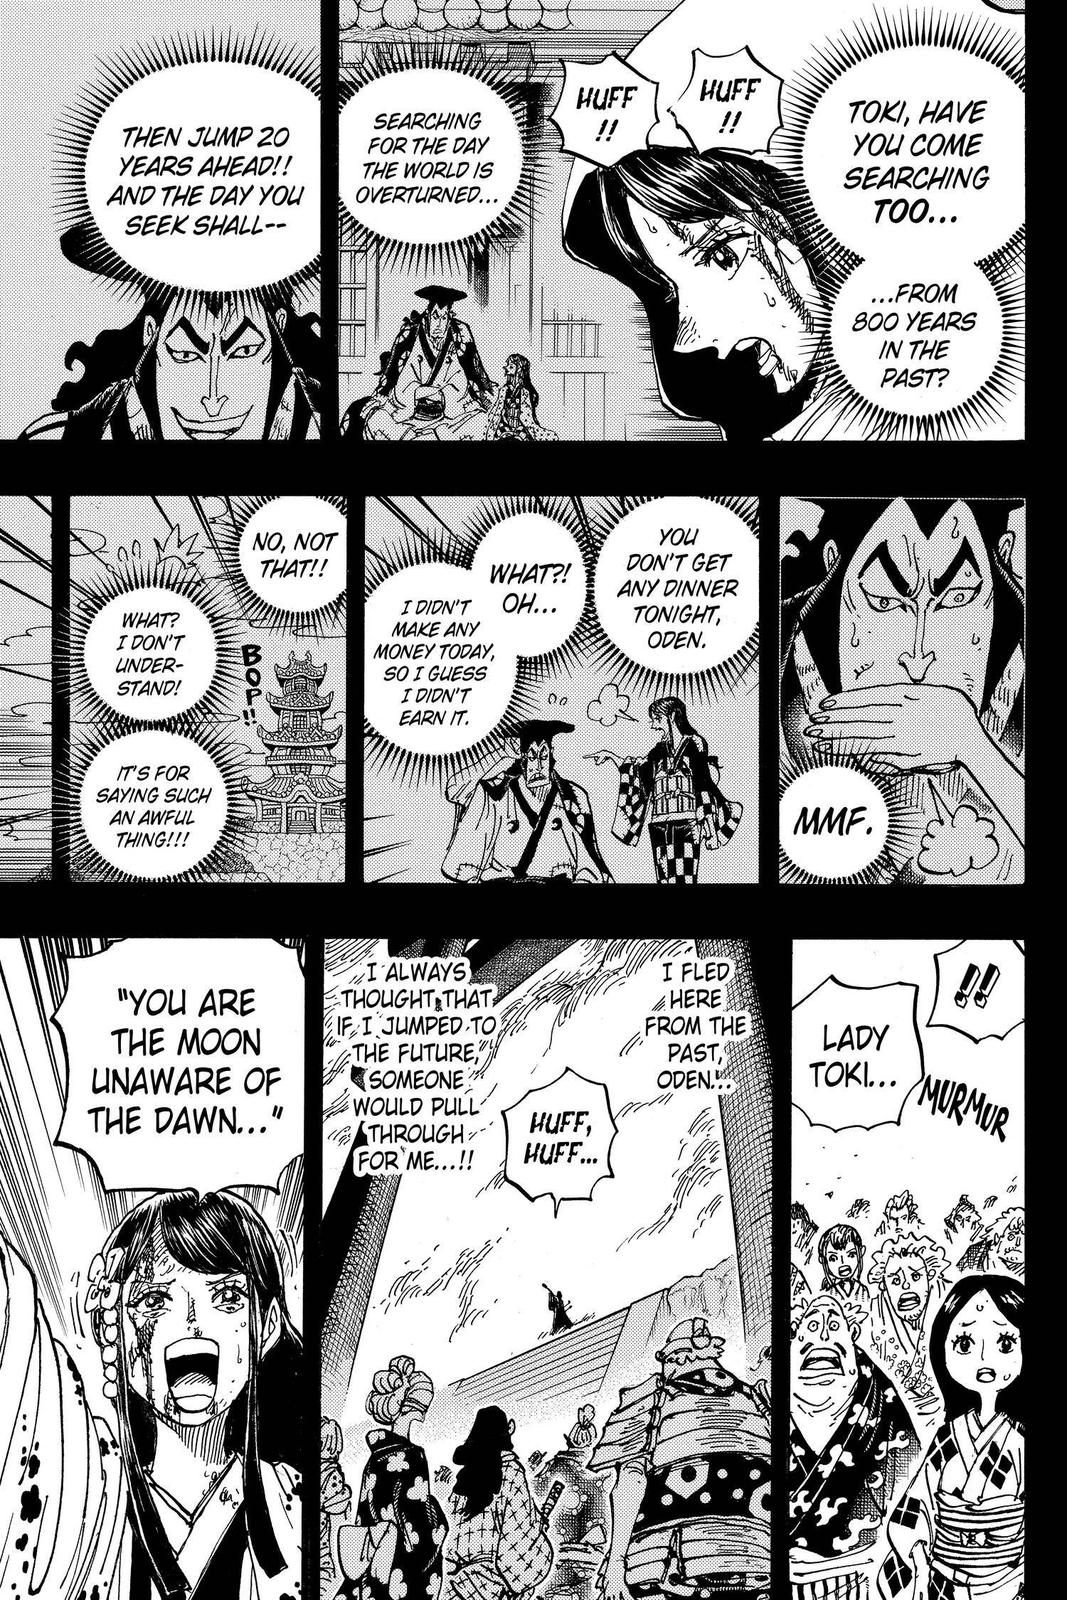 TOKI, HAVE
YOU COME
SEARCHING
TOO...
...FROM
800 YEARS
IN THE
PAST?
HUFF
!!
HUFF
!!
SEARCHING
FOR THE DAY
THE WORLD IS
OVERTURNED...
THEN JUMP 20
YEARS AHEAD!!
AND THE DAY YOU
SEEK SHALL--
MMF.
YOU
DON'T GET
ANY DINNER
TONIGHT,
ODEN.
WHAT?!
OH...
I DIDN'T
MAKE ANY
MONEY TODAY,
SO I GUESS
I DIDN'T
EARN IT.
NO, NOT
THAT!!
BOP!!
WHAT?
I DON'T
UNDER-
STAND!
IT'S FOR
SAYING SUCH
AN AWFUL
THING!!!
!!
LADY
TOKI...
MURMUR
I FLED
HERE
FROM THE
PAST,
ODEN...
I ALWAYS
THOUGHT THAT
IF I JUMPED TO
THE FUTURE,
SOMEONE
WOULD PULL
THROUGH
FOR ME...!!
HUFF,
HUFF...
"YOU ARE
THE MOON
UNAWARE OF
THE DAWN..."